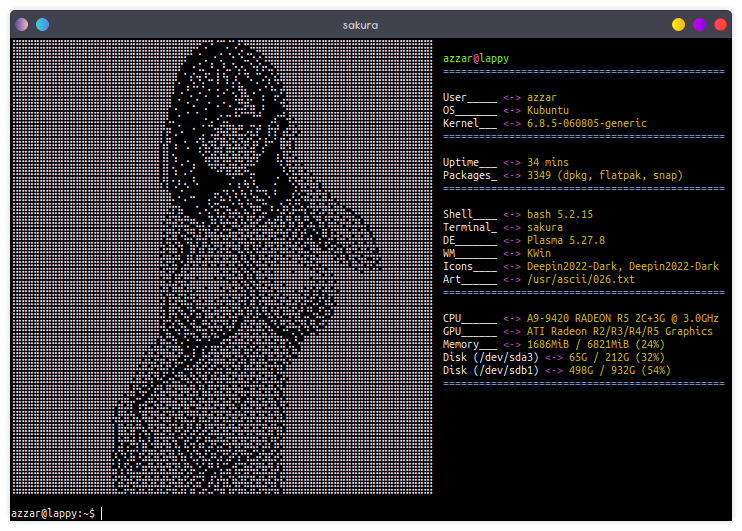 sakura
azzar@lappy
===============================================
User_____ <-> azzar
OS_______ <-> Kubuntu
Kernel___ <-> 6.8.5-060805-generic
===============================================
Uptime___ <-> 34 mins
Packages_ <-> 3349 (dpkg, flatpak, snap)
===============================================
Shell____ <-> bash 5.2.15
Terminal_ <-> sakura
DE_______ <-> Plasma 5.27.8
WM_______ <-> KWin
Icons____ <-> Deepin2022-Dark, Deepin2022-Dark
Art______ <-> /usr/ascii/026.txt
===============================================
CPU______ <-> A9-9420 RADEON R5 2C+3G @ 3.0GHz
GPU______ <-> ATI Radeon R2/R3/R4/R5 Graphics
Memory___ <-> 1686MiB / 6821MiB (24%)
Disk (/dev/sda3) <-> 65G / 212G (32%)
Disk (/dev/sdb1) <-> 498G / 932G (54%)
===============================================
azzar@lappy:~$